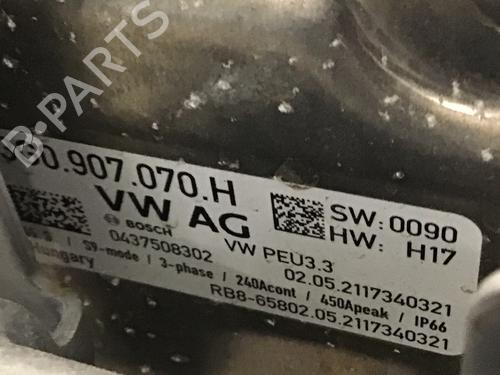 B-PARTS
907.070.H
VW AG
SW: 0090
HW: H17
BOSCH
0437508302
VW PEU3.3
02.05.2117340321
S9-mode / 3-phase / 240Acont / 450Apeak / IP66
Hungary
RB8-65802.05.2117340321